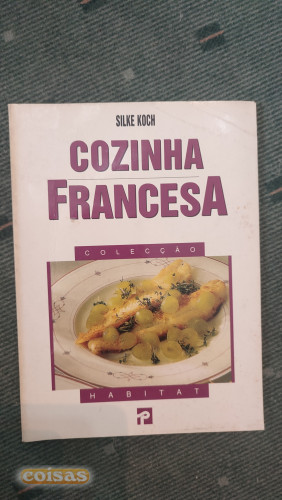 SILKE KOCH
COZINHA
FRANCESA
COLECÇÃO
HABITAT
P
coisas